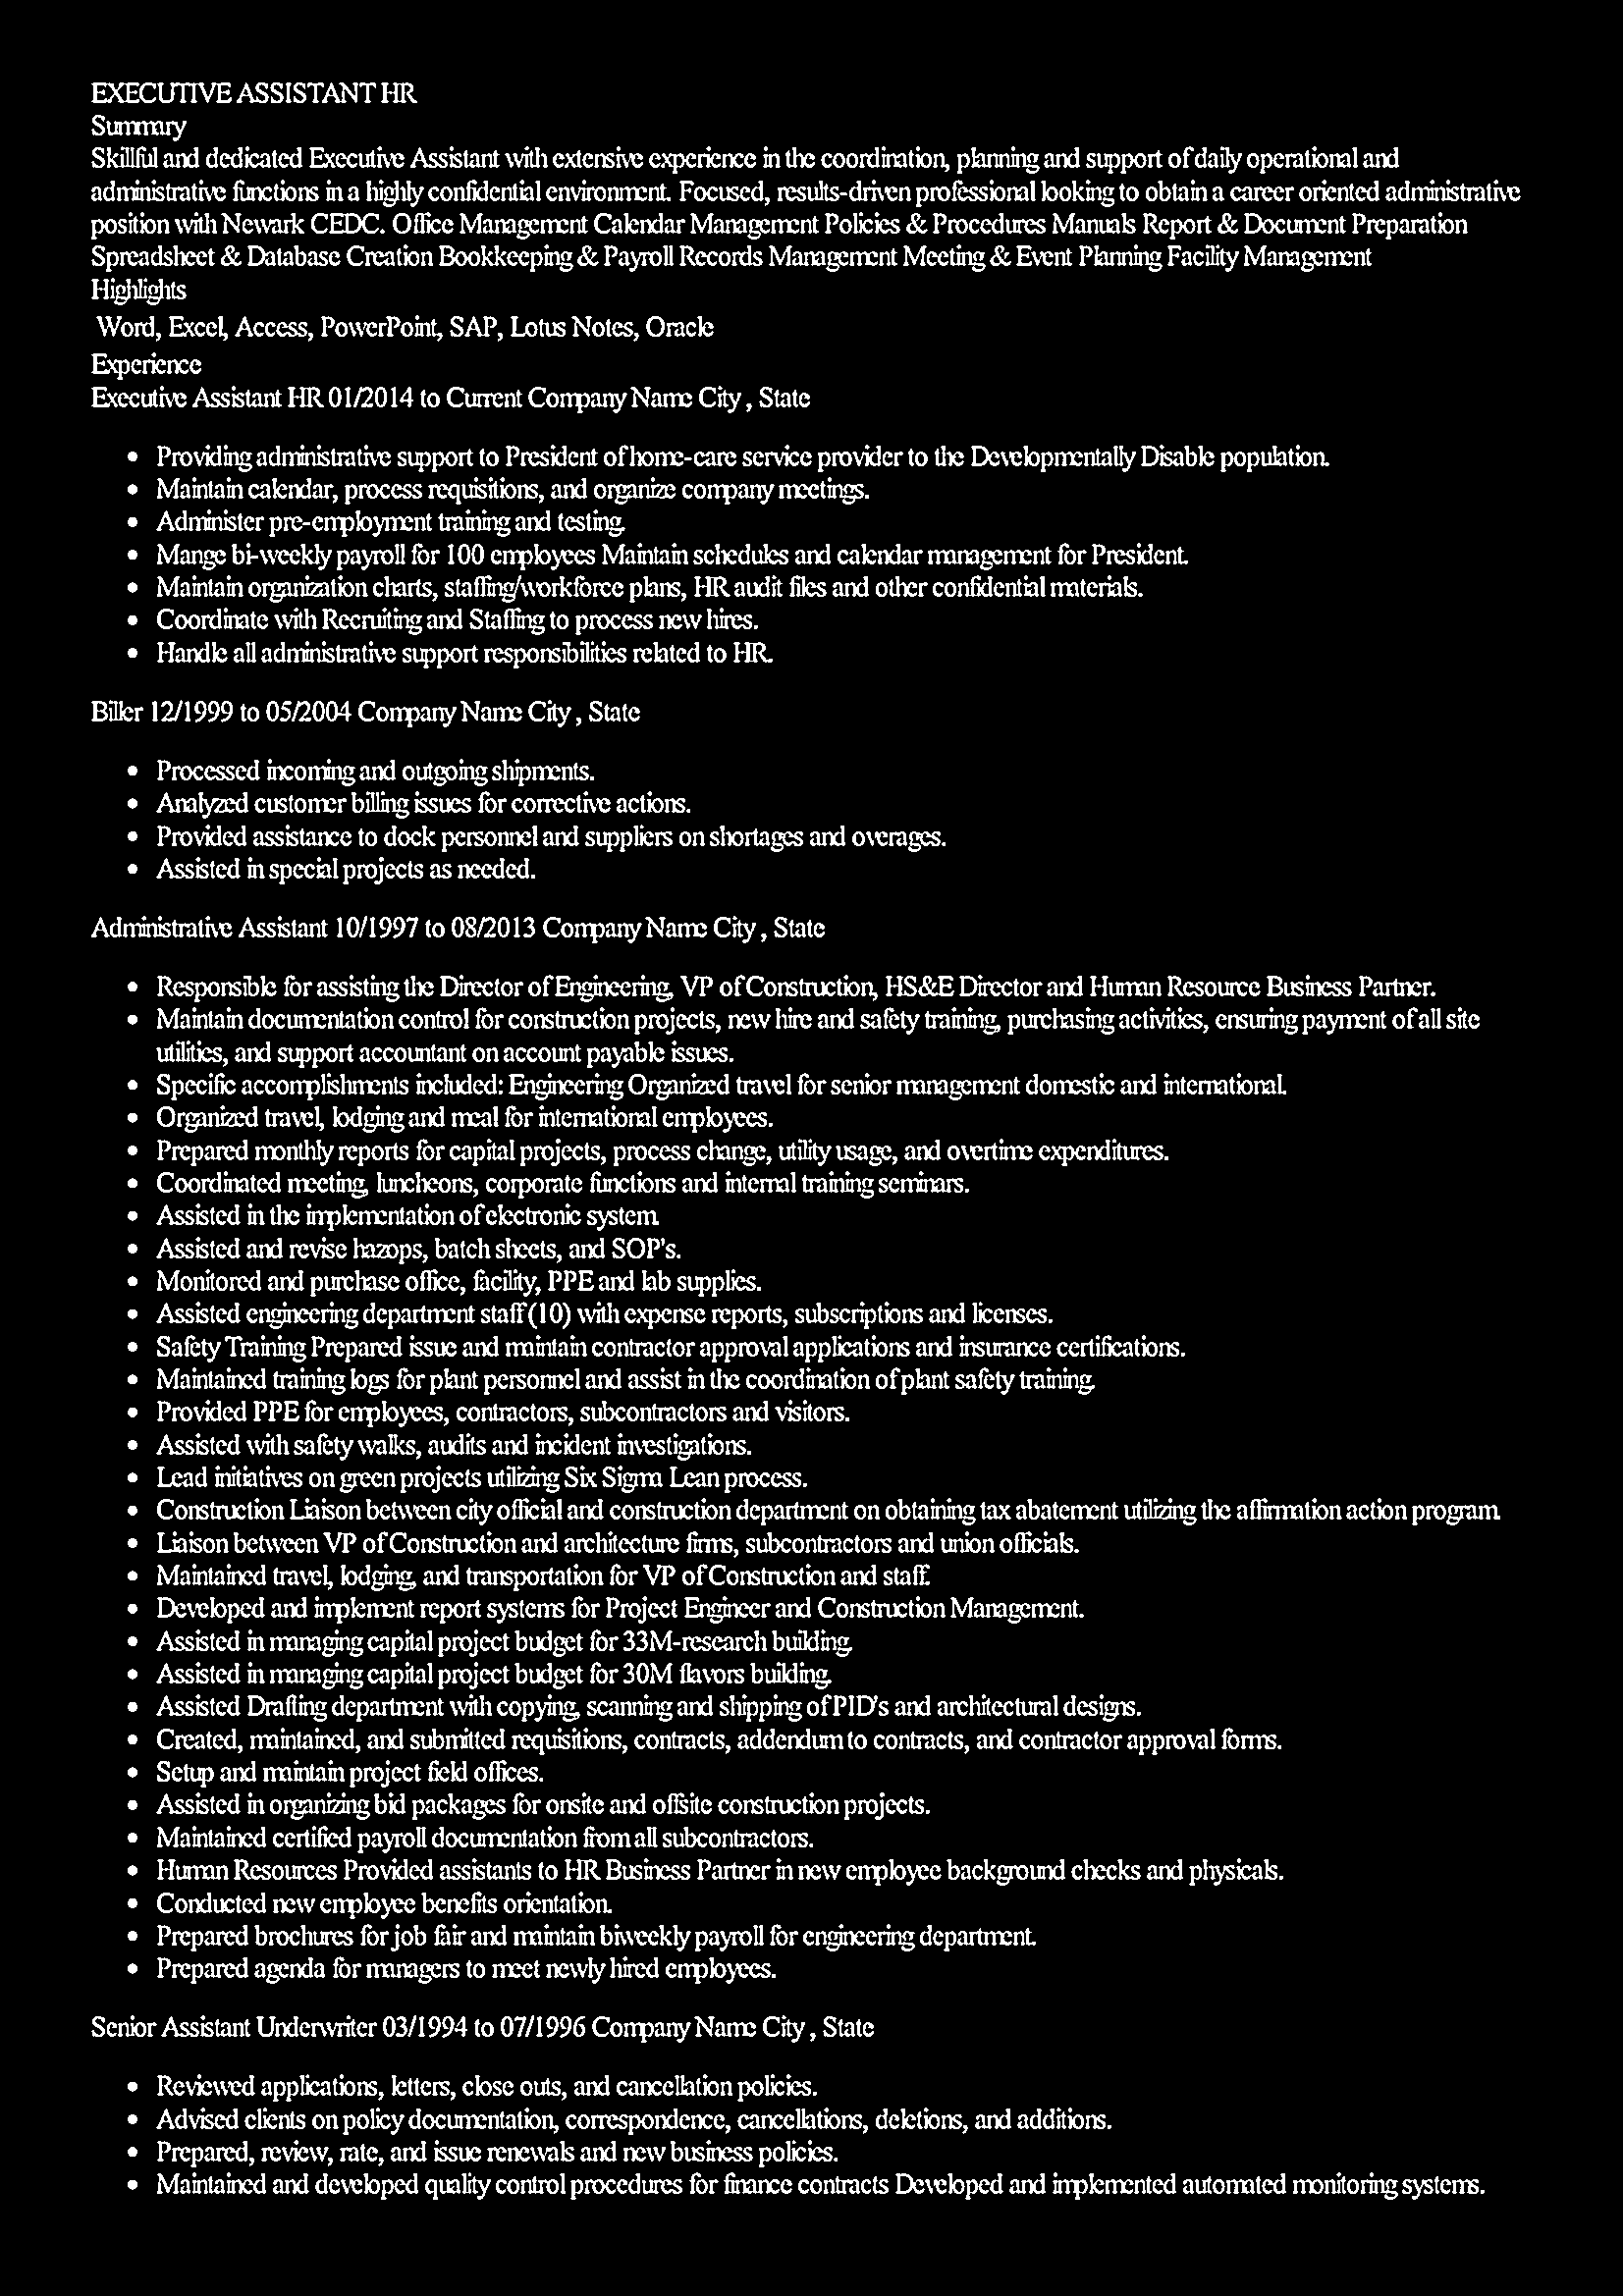 EXECUTIVE ASSISTANT HR
Summary
Skillful and dedicated Executive Assistant with extensive experience in the coordination, planning and support of daily operational and
administrative functions in a highly confidential environment. Focused, results-driven professional looking to obtain a career oriented administrative
position with Newark CEDC. Office Management Calendar Management Policies & Procedures Manuals Report & Document Preparation
Spreadsheet & Database Creation Bookkeeping & Payroll Records Management Meeting & Event Planning Facility Management
Highlights
Word, Excel, Access, PowerPoint, SAP, Lotus Notes, Oracle
Experience
Executive Assistant HR 01/2014 to Current Company Name City , State
• Providing administrative support to President of home-care service provider to the Developmentally Disable population.
• Maintain calendar, process requisitions, and organize company meetings.
• Administer pre-employment training and testing.
• Mange bi-weekly payroll for 100 employees Maintain schedules and calendar management for President.
• Maintain organization charts, staffing/workforce plans, HR audit files and other confidential materials.
• Coordinate with Recruiting and Staffing to process new hires.
• Handle all administrative support responsibilities related to HR.
Biller 12/1999 to 05/2004 Company Name City , State
• Processed incoming and outgoing shipments.
• Analyzed customer billing issues for corrective actions.
• Provided assistance to dock personnel and suppliers on shortages and overages.
• Assisted in special projects as needed.
Administrative Assistant 10/1997 to 08/2013 Company Name City , State
• Responsible for assisting the Director of Engineering, VP of Construction, HS&E Director and Human Resource Business Partner.
• Maintain documentation control for construction projects, new hire and safety training, purchasing activities, ensuring payment of all site
utilities, and support accountant on account payable issues.
• Specific accomplishments included: Engineering Organized travel for senior management domestic and international.
• Organized travel, lodging and meal for international employees.
• Prepared monthly reports for capital projects, process change, utility usage, and overtime expenditures.
• Coordinated meeting, luncheons, corporate functions and internal training seminars.
• Assisted in the implementation of electronic system.
• Assisted and revise hazops, batch sheets, and SOP's.
• Monitored and purchase office, facility, PPE and lab supplies.
• Assisted engineering department staff (10) with expense reports, subscriptions and licenses.
• Safety Training Prepared issue and maintain contractor approval applications and insurance certifications.
• Maintained training logs for plant personnel and assist in the coordination of plant safety training.
• Provided PPE for employees, contractors, subcontractors and visitors.
• Assisted with safety walks, audits and incident investigations.
• Lead initiatives on green projects utilizing Six Sigma Lean process.
• Construction Liaison between city official and construction department on obtaining tax abatement utilizing the affirmation action program.
• Liaison between VP of Construction and architecture firms, subcontractors and union officials.
• Maintained travel, lodging, and transportation for VP of Construction and staff.
• Developed and implement report systems for Project Engineer and Construction Management.
• Assisted in managing capital project budget for 33M-research building.
• Assisted in managing capital project budget for 30M flavors building.
• Assisted Drafting department with copying, scanning and shipping of PID's and architectural designs.
• Created, maintained, and submitted requisitions, contracts, addendum to contracts, and contractor approval forms.
• Setup and maintain project field offices.
• Assisted in organizing bid packages for onsite and offsite construction projects.
• Maintained certified payroll documentation from all subcontractors.
• Human Resources Provided assistants to HR Business Partner in new employee background checks and physicals.
• Conducted new employee benefits orientation.
• Prepared brochures for job fair and maintain biweekly payroll for engineering department.
• Prepared agenda for managers to meet newly hired employees.
Senior Assistant Underwriter 03/1994 to 07/1996 Company Name City , State
• Reviewed applications, letters, close outs, and cancellation policies.
• Advised clients on policy documentation, correspondence, cancellations, deletions, and additions.
• Prepared, review, rate, and issue renewals and new business policies.
• Maintained and developed quality control procedures for finance contracts Developed and implemented automated monitoring systems.